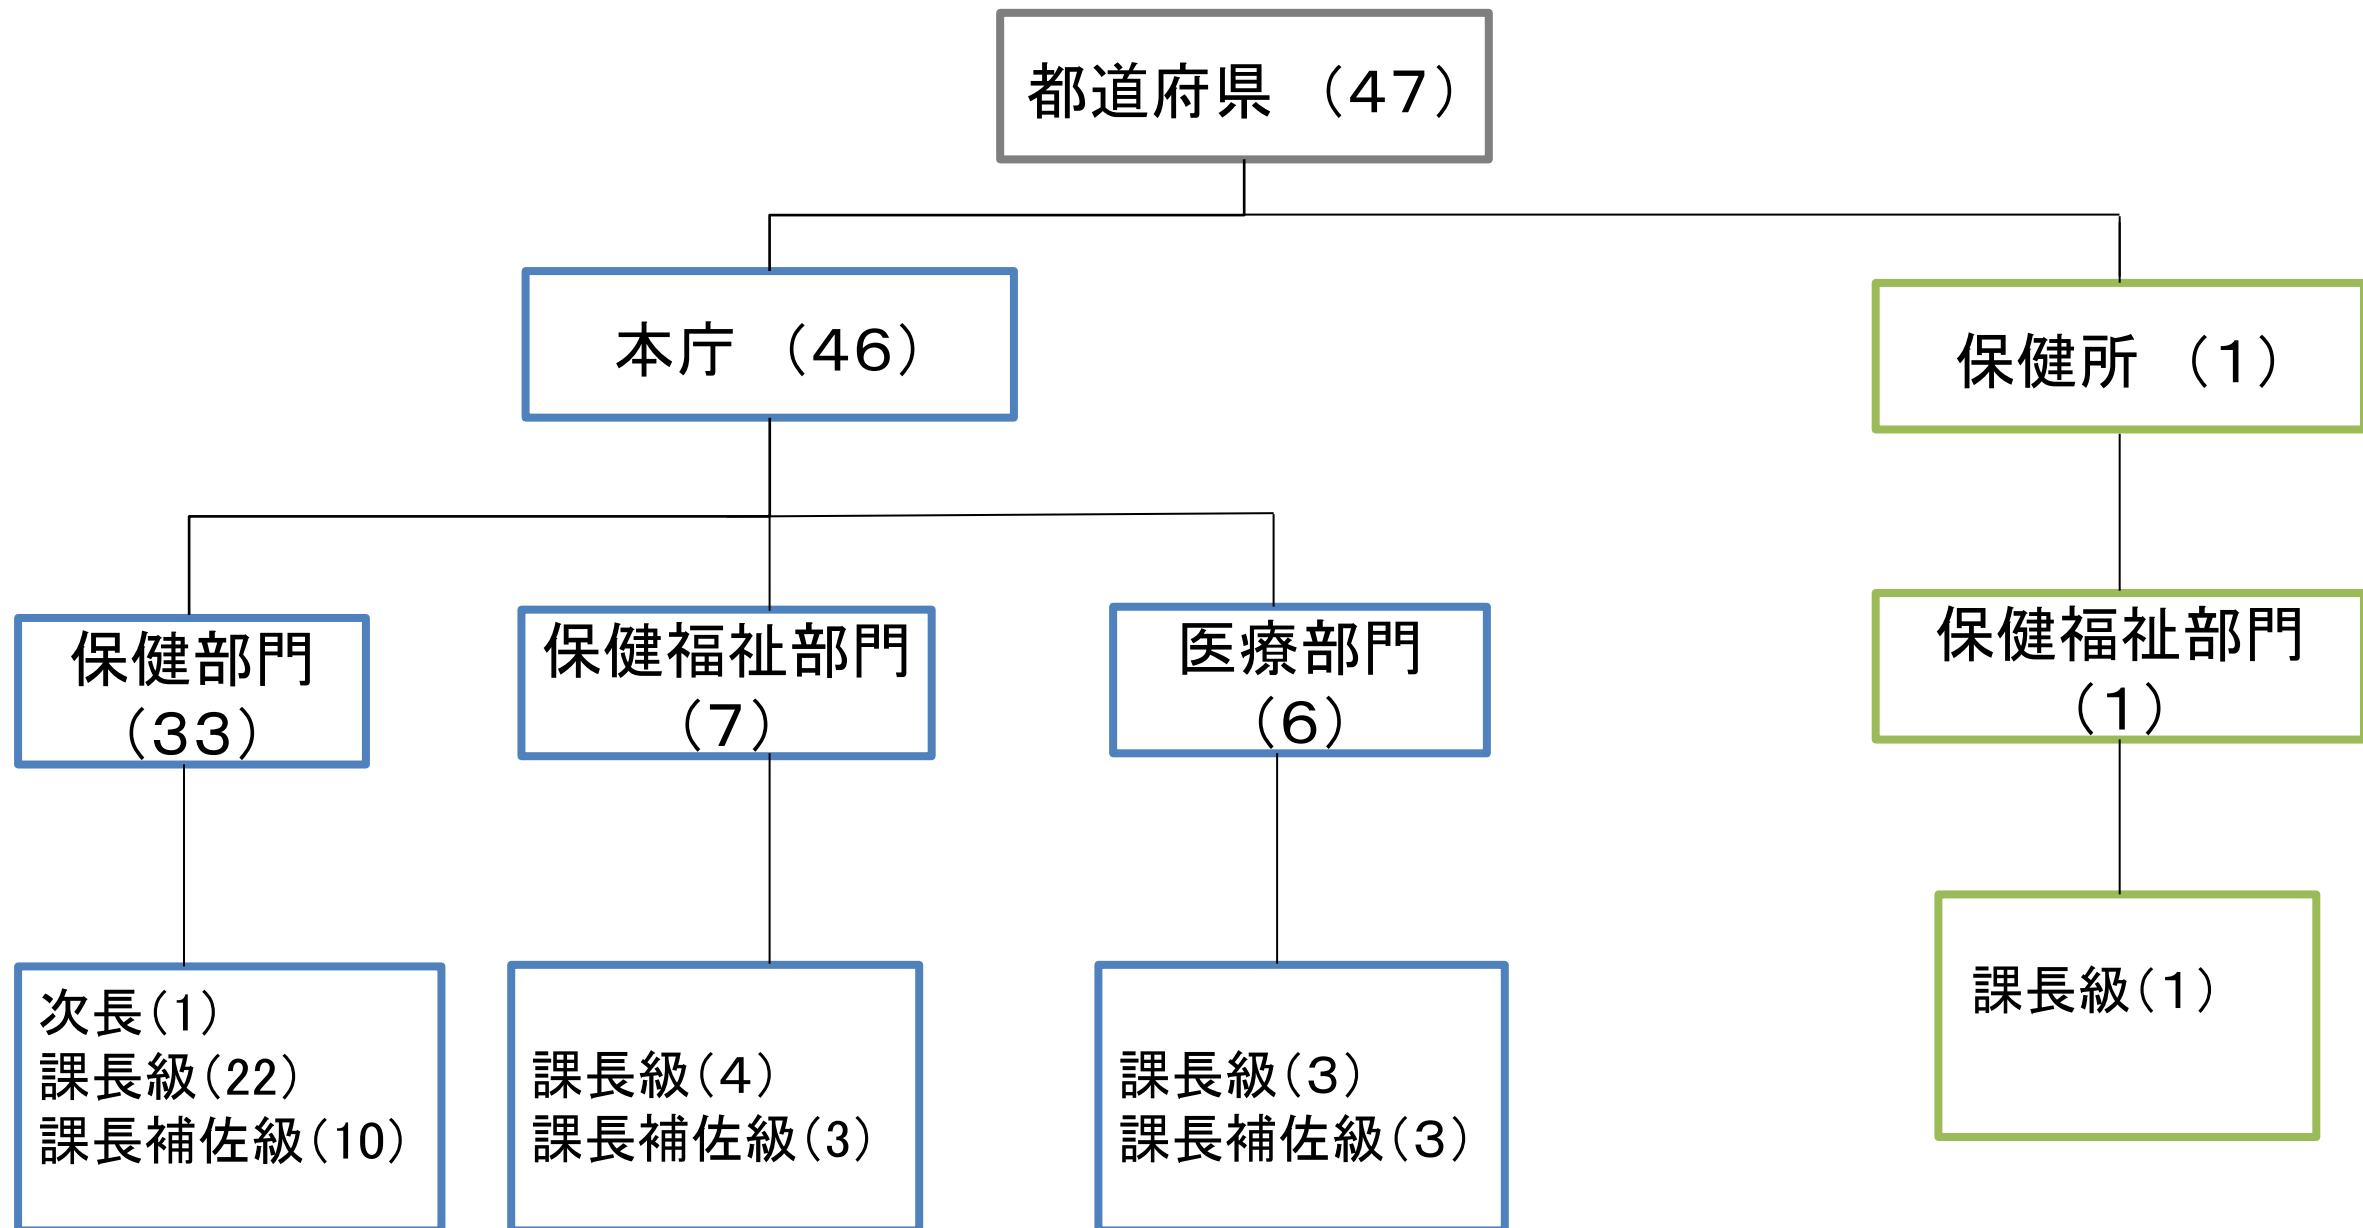 都道府県 （47）
本庁 （46）
保健所 （1）
保健部門
（33）
保健福祉部門
（7）
医療部門
（6）
保健福祉部門
（1）
次長(1)
課長級(22)
課長補佐級(10)
課長級(4)
課長補佐級(3)
課長級(3)
課長補佐級(3)
課長級(1)